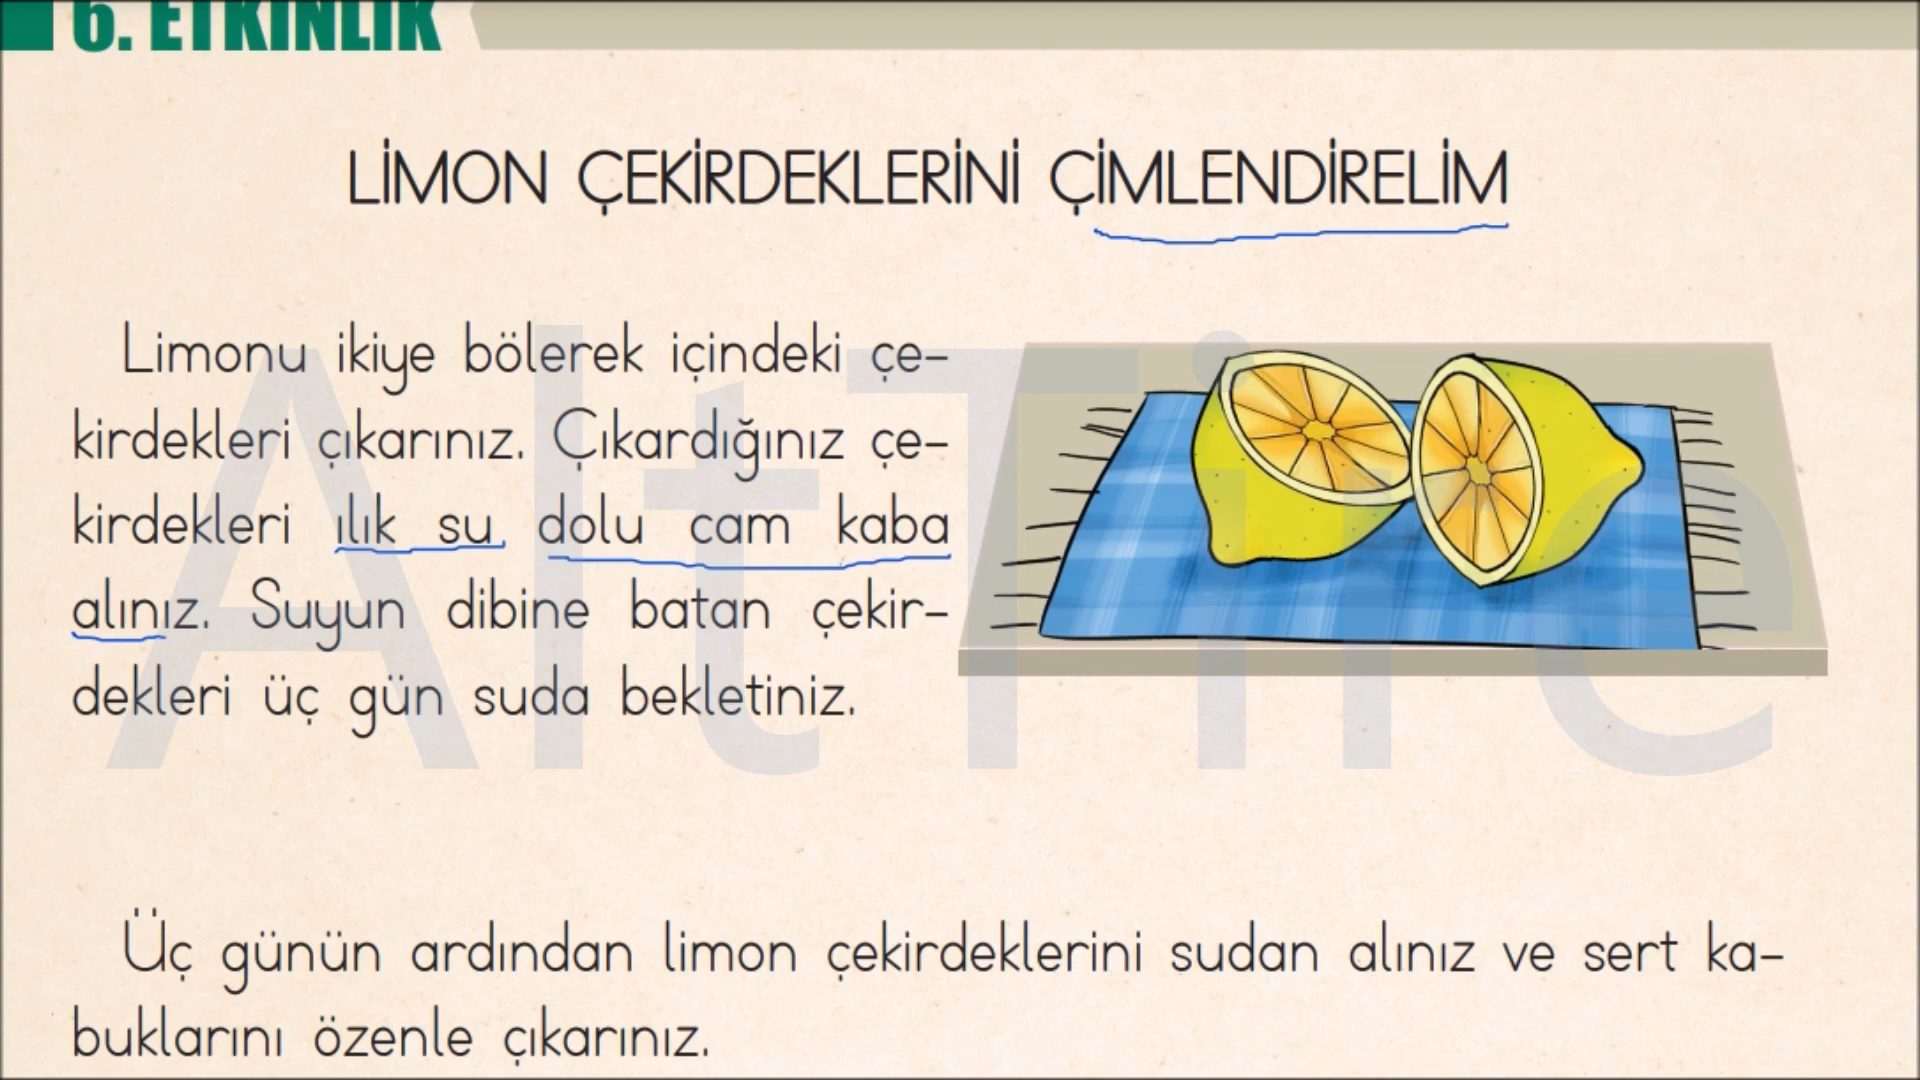 6. ETKİNLİK
LİMON ÇEKİRDEKLERİNİ ÇİMLENDİRELİM
Limonu ikiye bölerek içindeki çe-
kirdekleri çıkarınız. Çıkardığınız çe-
kirdekleri ılık su dolu cam kaba
alınız. Suyun dibine batan çekir-
dekleri üç gün suda bekletiniz.
AltTire
Üç günün ardından limon çekirdeklerini sudan alınız ve sert ka-
buklarını özenle çıkarınız.